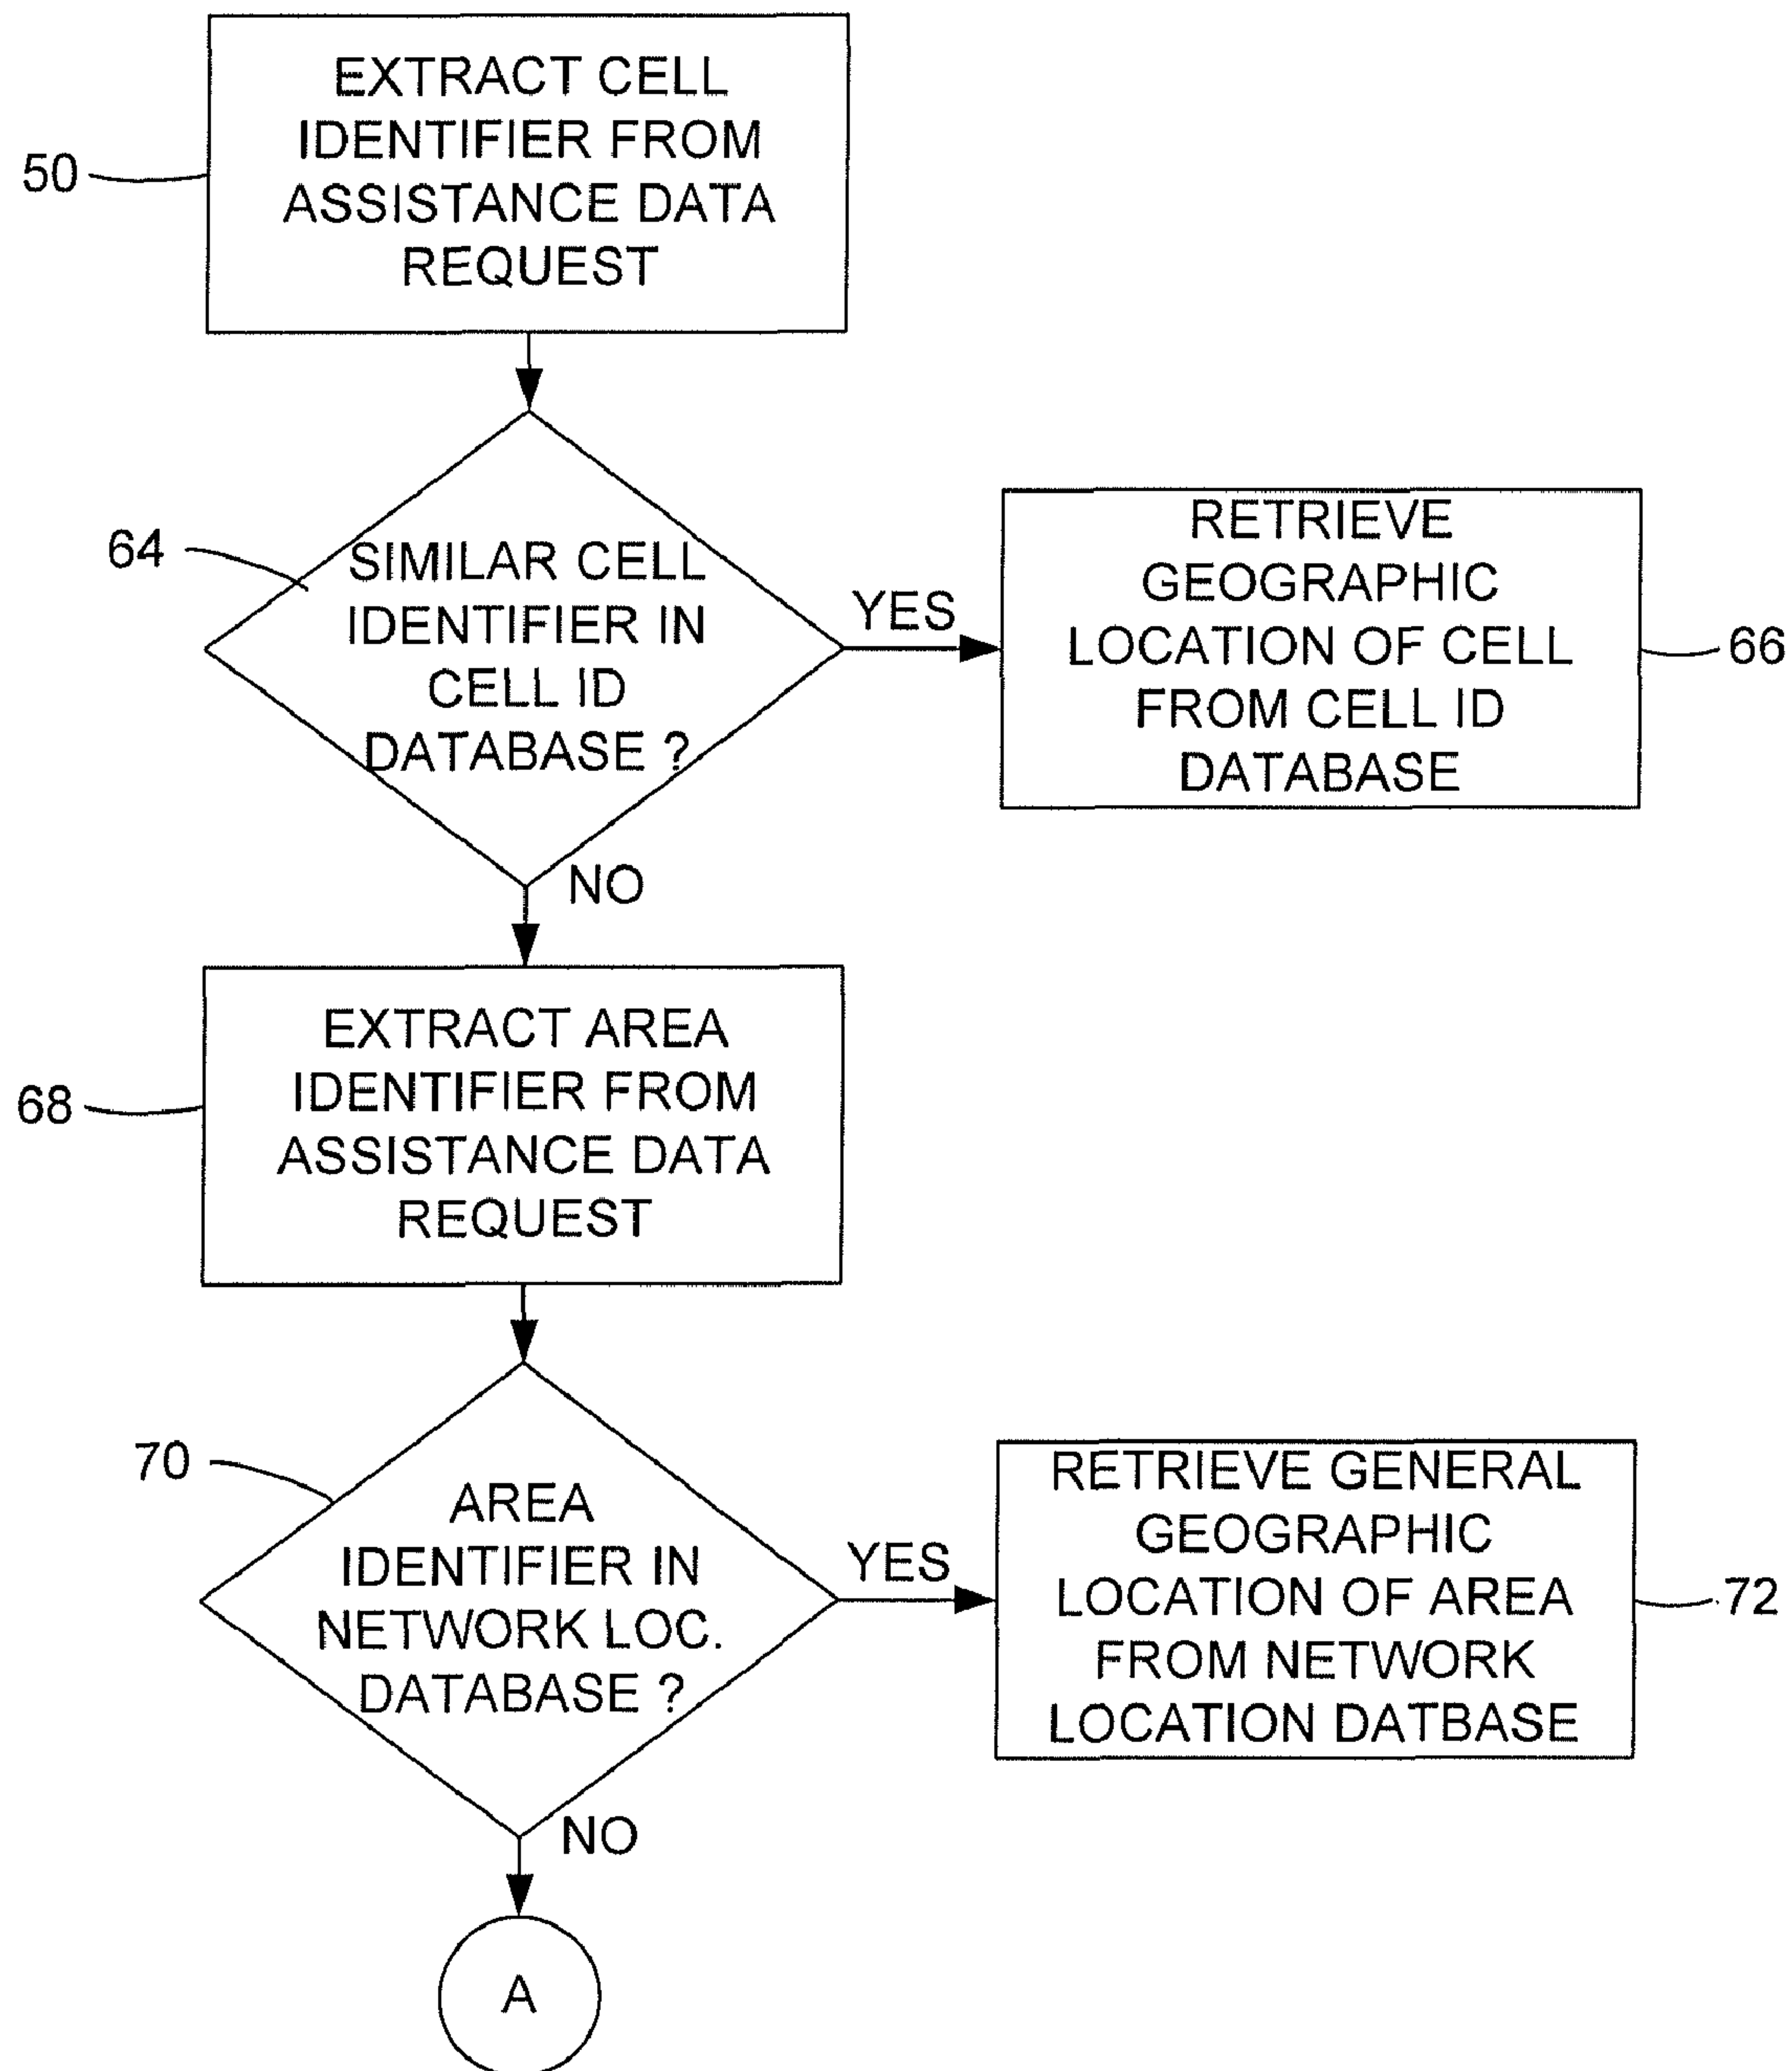 EXTRACT CELL
IDENTIFIER FROM
ASSISTANCE DATA
REQUEST
50
64
SIMILAR CELL
IDENTIFIER IN
CELL ID
DATABASE ?
YES
RETRIEVE
GEOGRAPHIC
LOCATION OF CELL
FROM CELL ID
DATABASE
66
NO
EXTRACT AREA
IDENTIFIER FROM
ASSISTANCE DATA
REQUEST
68
70
AREA
IDENTIFIER IN
NETWORK LOC.
DATABASE ?
YES
RETRIEVE GENERAL
GEOGRAPHIC
LOCATION OF AREA
FROM NETWORK
LOCATION DATBASE
72
NO
A